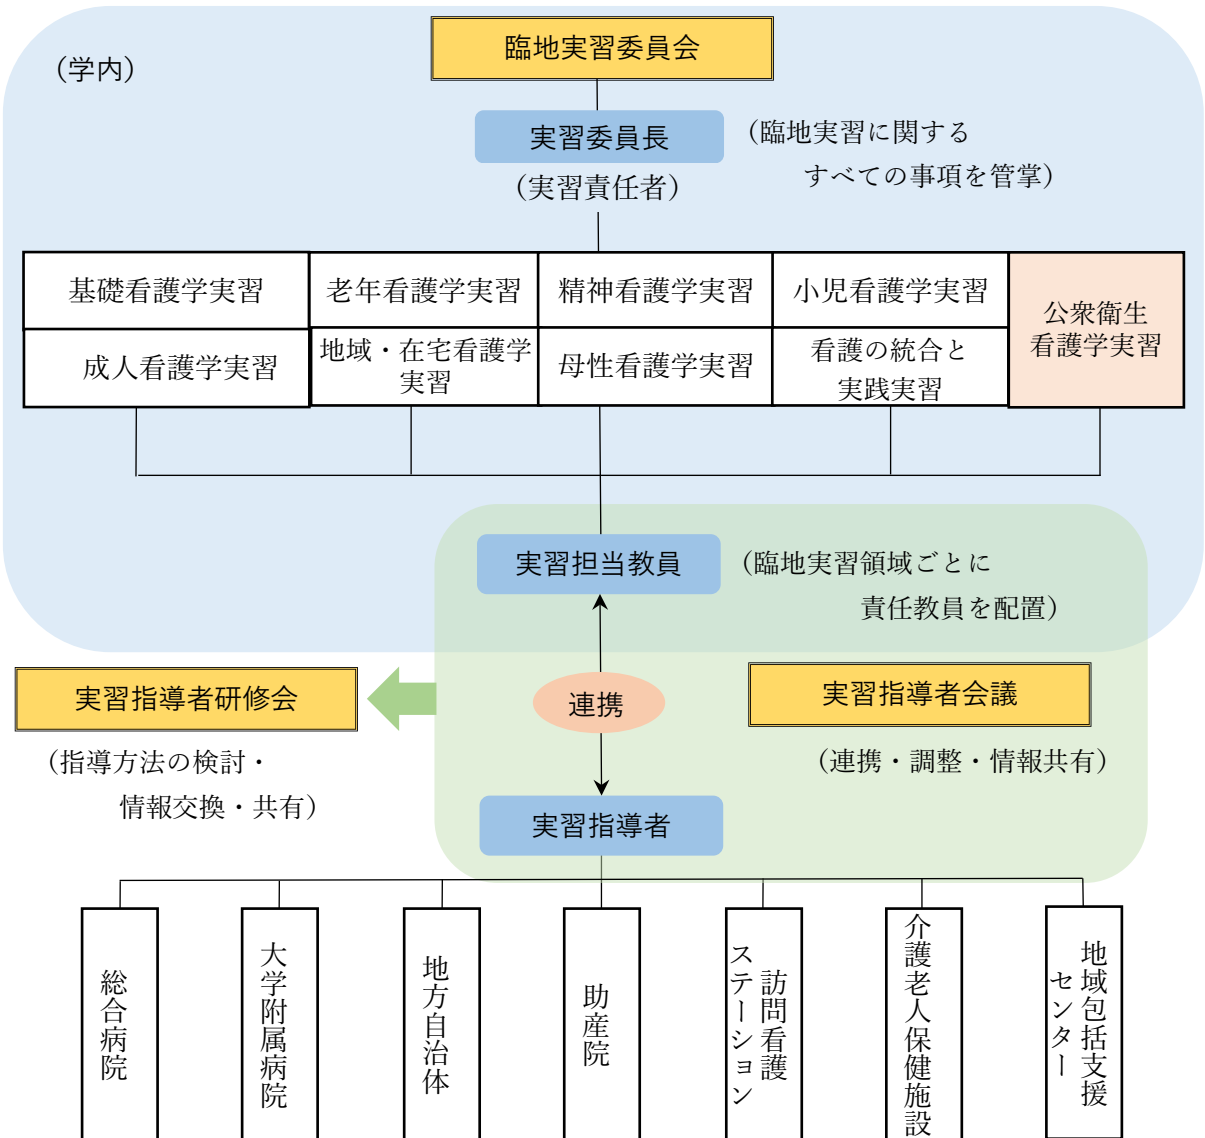 臨地実習委員会
（学内）
実習委員長
（実習責任者）
（臨地実習に関する
すべての事項を管掌）
基礎看護学実習
老年看護学実習
精神看護学実習
小児看護学実習
公衆衛生
看護学実習
成人看護学実習
地域・在宅看護学
実習
母性看護学実習
看護の統合と
実践実習
実習担当教員
（臨地実習領域ごとに
責任教員を配置）
実習指導者研修会
（指導方法の検討・
情報交換・共有）
連携
実習指導者会議
（連携・調整・情報共有）
実習指導者
総合病院
大学附属病院
地方自治体
助産院
訪問看護
ステーション
介護老人保健施設
地域包括支援
センター